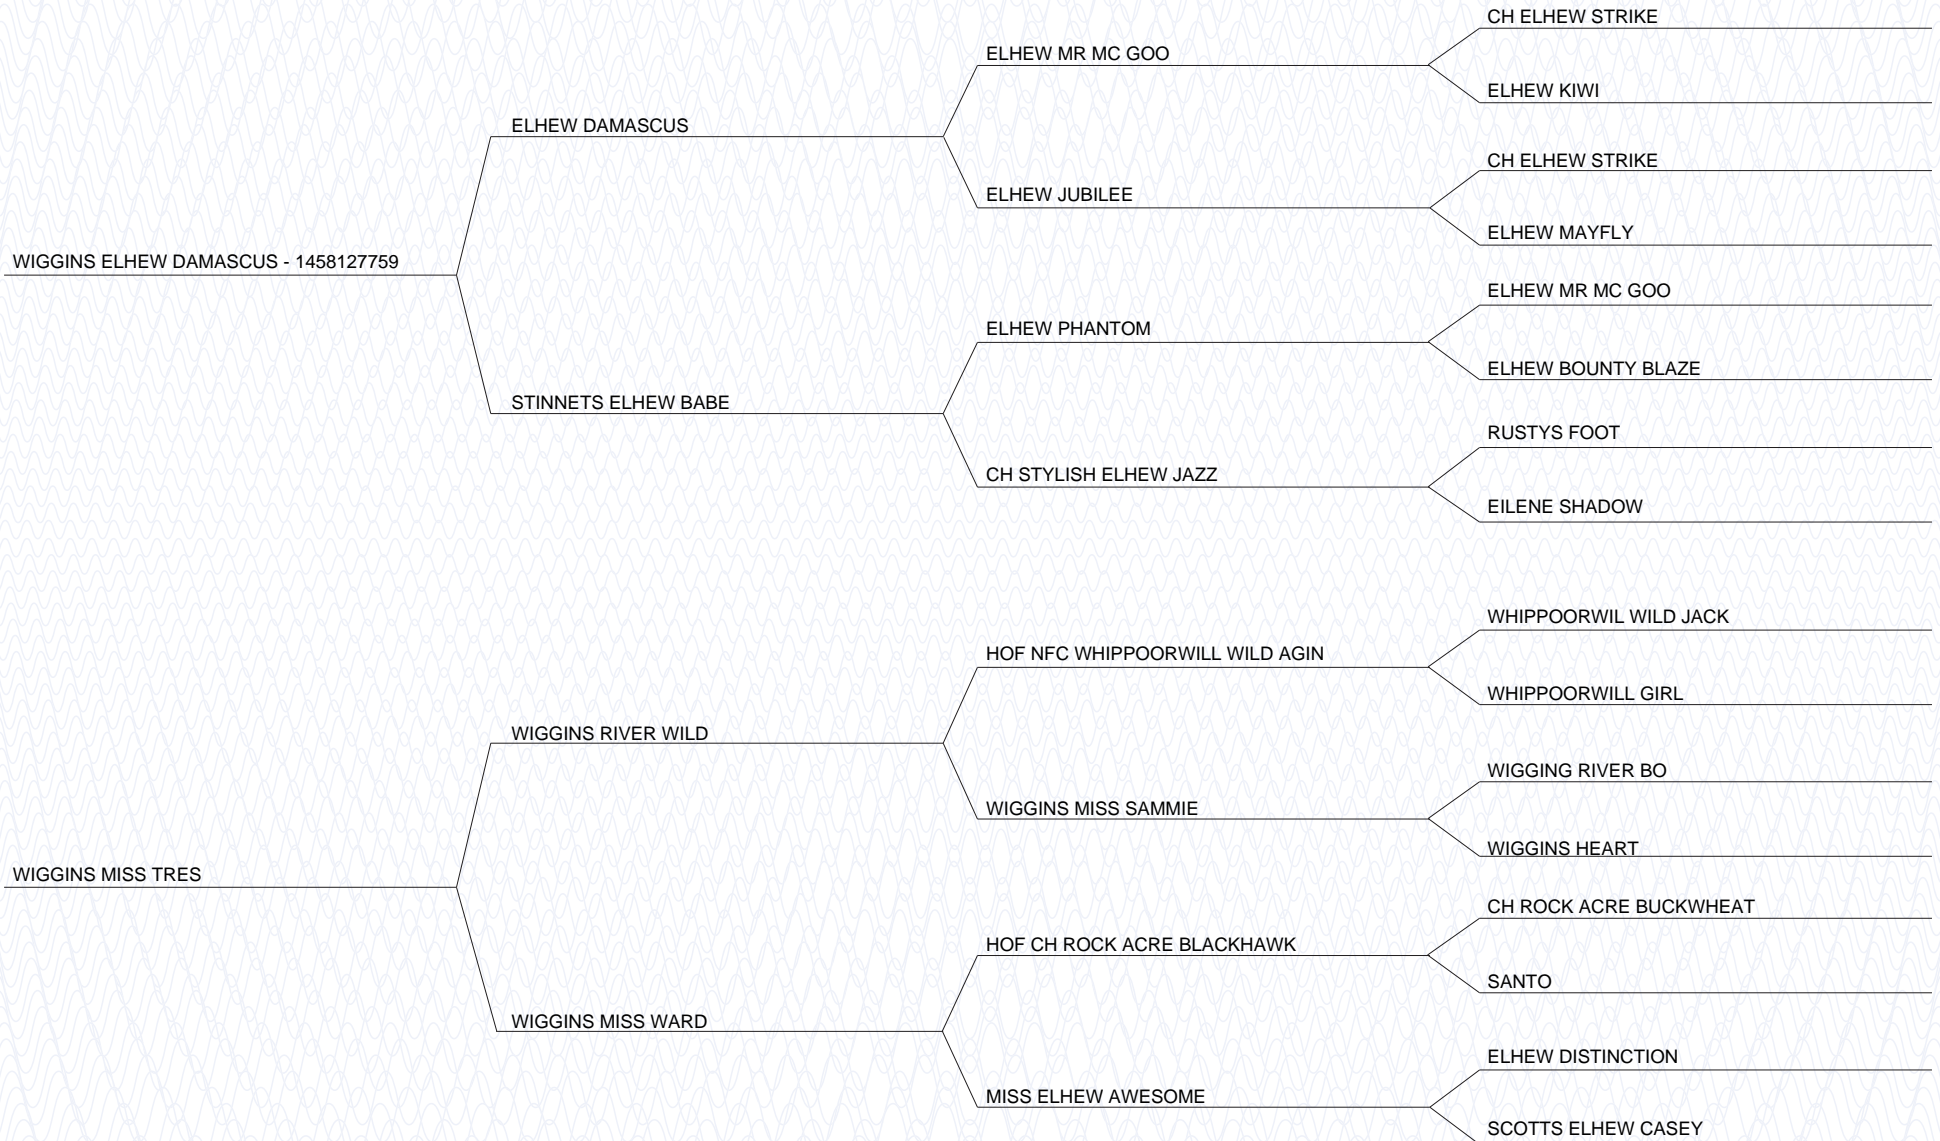 CH ELHEW STRIKE
ELHEW MR MC GOO
ELHEW KIWI
ELHEW DAMASCUS
CH ELHEW STRIKE
ELHEW JUBILEE
ELHEW MAYFLY
WIGGINS ELHEW DAMASCUS - 1458127759
ELHEW MR MC GOO
ELHEW PHANTOM
ELHEW BOUNTY BLAZE
STINNETS ELHEW BABE
RUSTYS FOOT
CH STYLISH ELHEW JAZZ
EILENE SHADOW
WHIPPOORWIL WILD JACK
HOF NFC WHIPPOORWILL WILD AGIN
WHIPPOORWILL GIRL
WIGGINS RIVER WILD
WIGGING RIVER BO
WIGGINS MISS SAMMIE
WIGGINS HEART
WIGGINS MISS TRES
CH ROCK ACRE BUCKWHEAT
HOF CH ROCK ACRE BLACKHAWK
SANTO
WIGGINS MISS WARD
ELHEW DISTINCTION
MISS ELHEW AWESOME
SCOTTS ELHEW CASEY